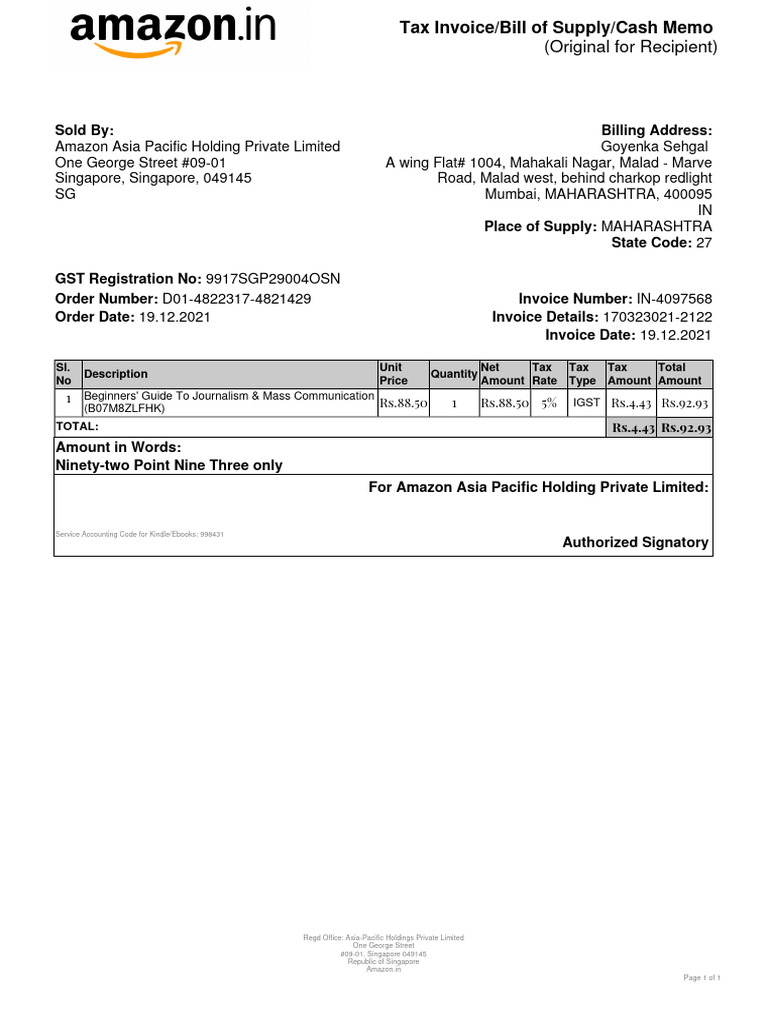 amazon.in
Tax Invoice/Bill of Supply/Cash Memo
(Original for Recipient)
Sold By:
Amazon Asia Pacific Holding Private Limited
One George Street #09-01
Singapore, Singapore, 049145
SG
Billing Address:
Goyenka Sehgal
A wing Flat# 1004, Mahakali Nagar, Malad - Marve
Road, Malad west, behind charkop redlight
Mumbai, MAHARASHTRA, 400095
IN
Place of Supply: MAHARASHTRA
State Code: 27
GST Registration No: 9917SGP29004OSN
Order Number: D01-4822317-4821429
Order Date: 19.12.2021
Invoice Number: IN-4097568
Invoice Details: 170323021-2122
Invoice Date: 19.12.2021
Sl. No Description Unit Price Quantity Net Amount Tax Rate Tax Type Tax Amount Total Amount
1 Beginners' Guide To Journalism & Mass Communication (B07M8ZLFHK) Rs.88.50 1 Rs.88.50 5% IGST Rs.4.43 Rs.92.93
TOTAL: Rs.4.43 Rs.92.93
Amount in Words:
Ninety-two Point Nine Three only
For Amazon Asia Pacific Holding Private Limited:
Service Accounting Code for Kindle/Ebooks: 998431
Authorized Signatory
Regd Office: Asia-Pacific Holdings Private Limited
One George Street
#09-01, Singapore 049145
Republic of Singapore
Amazon.in
Page 1 of 1